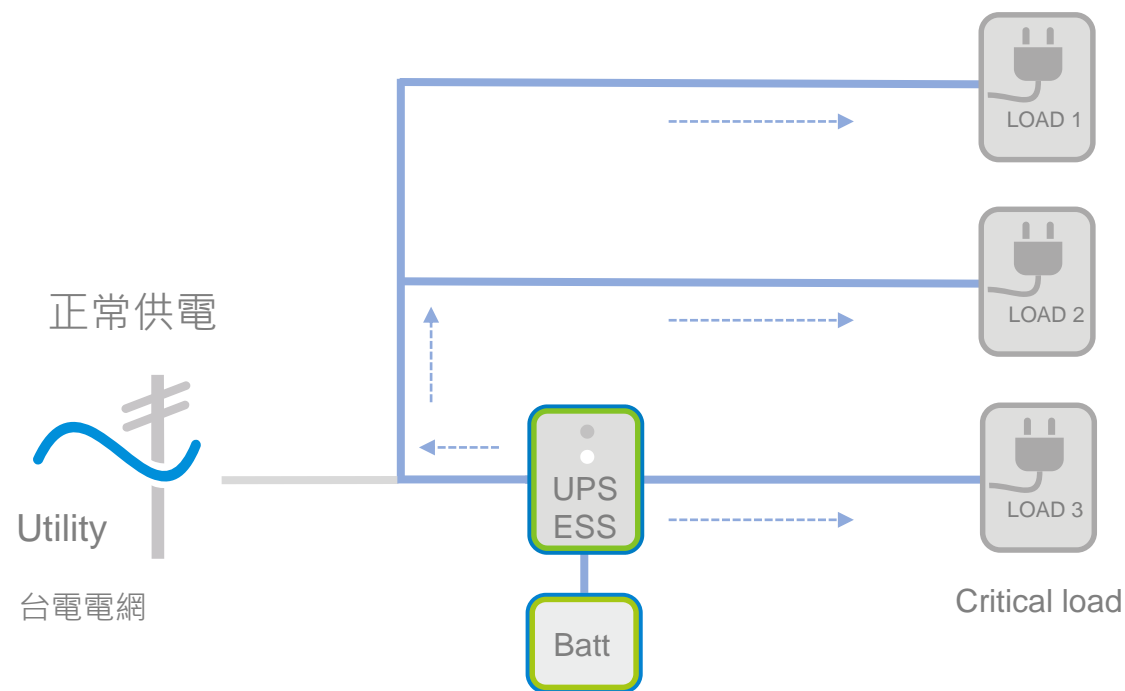 LOAD 1
LOAD 2
正常供電
UPS
ESS
LOAD 3
Utility
台電電網
Critical load
Batt